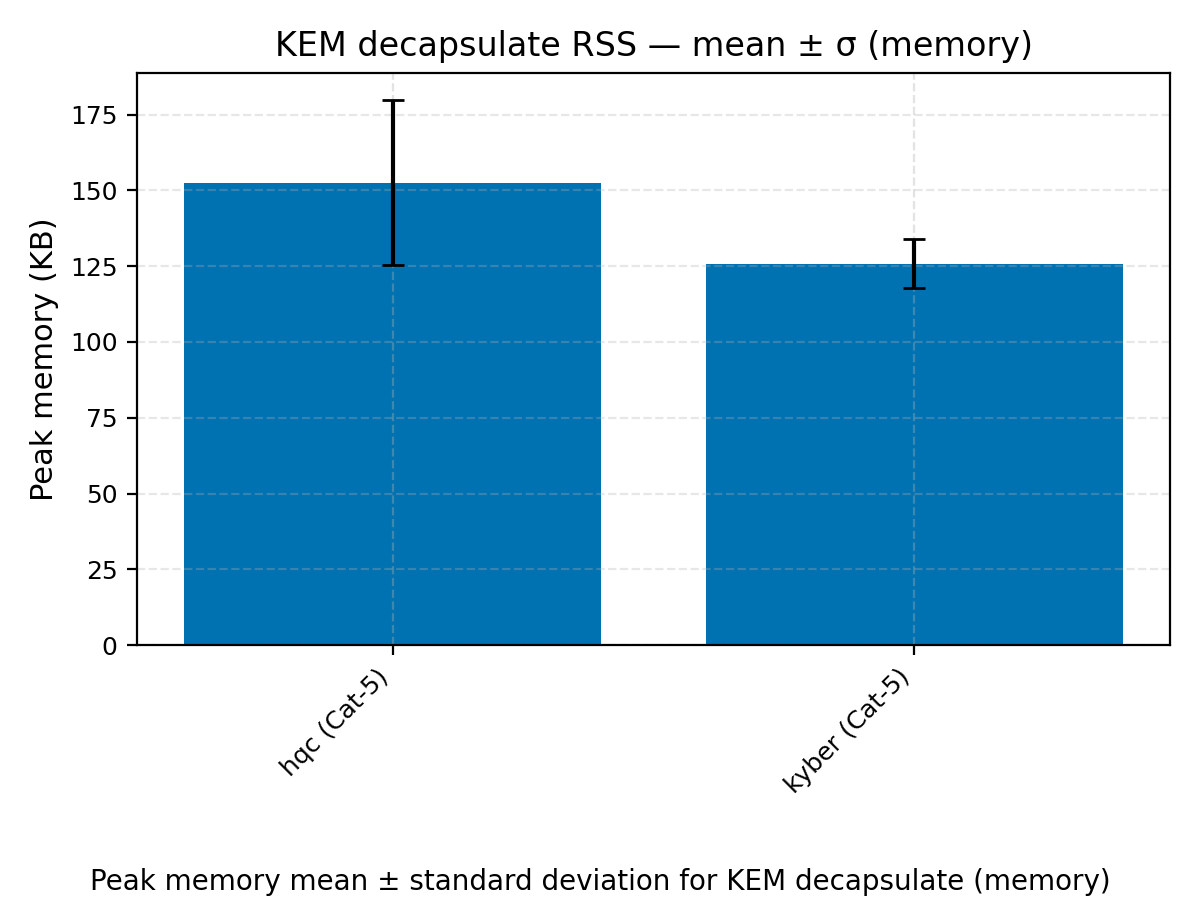 KEM decapsulate RSS — mean ± σ (memory)
Peak memory (KB)
175
150
125
100
75
50
25
0
hqc (Cat-5)
kyber (Cat-5)
Peak memory mean ± standard deviation for KEM decapsulate (memory)